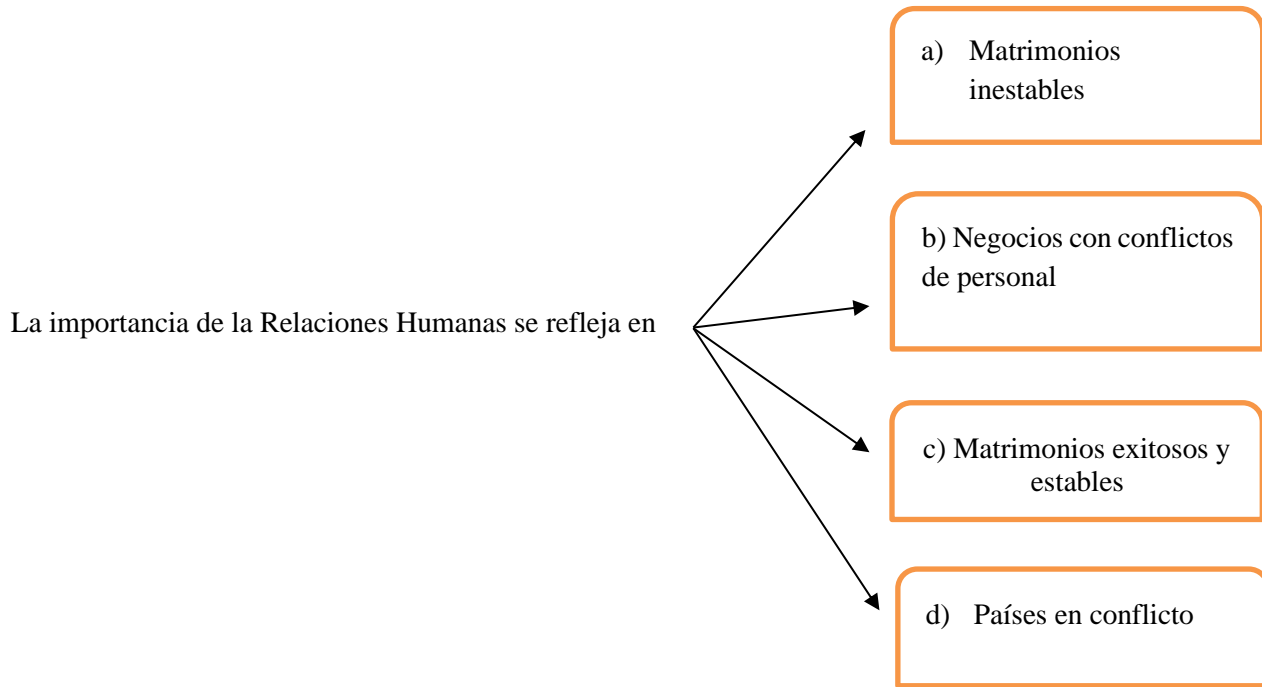 La importancia de la Relaciones Humanas se refleja en
a) Matrimonios
inestables
b) Negocios con conflictos
de personal
c) Matrimonios exitosos y
estables
d) Países en conflicto